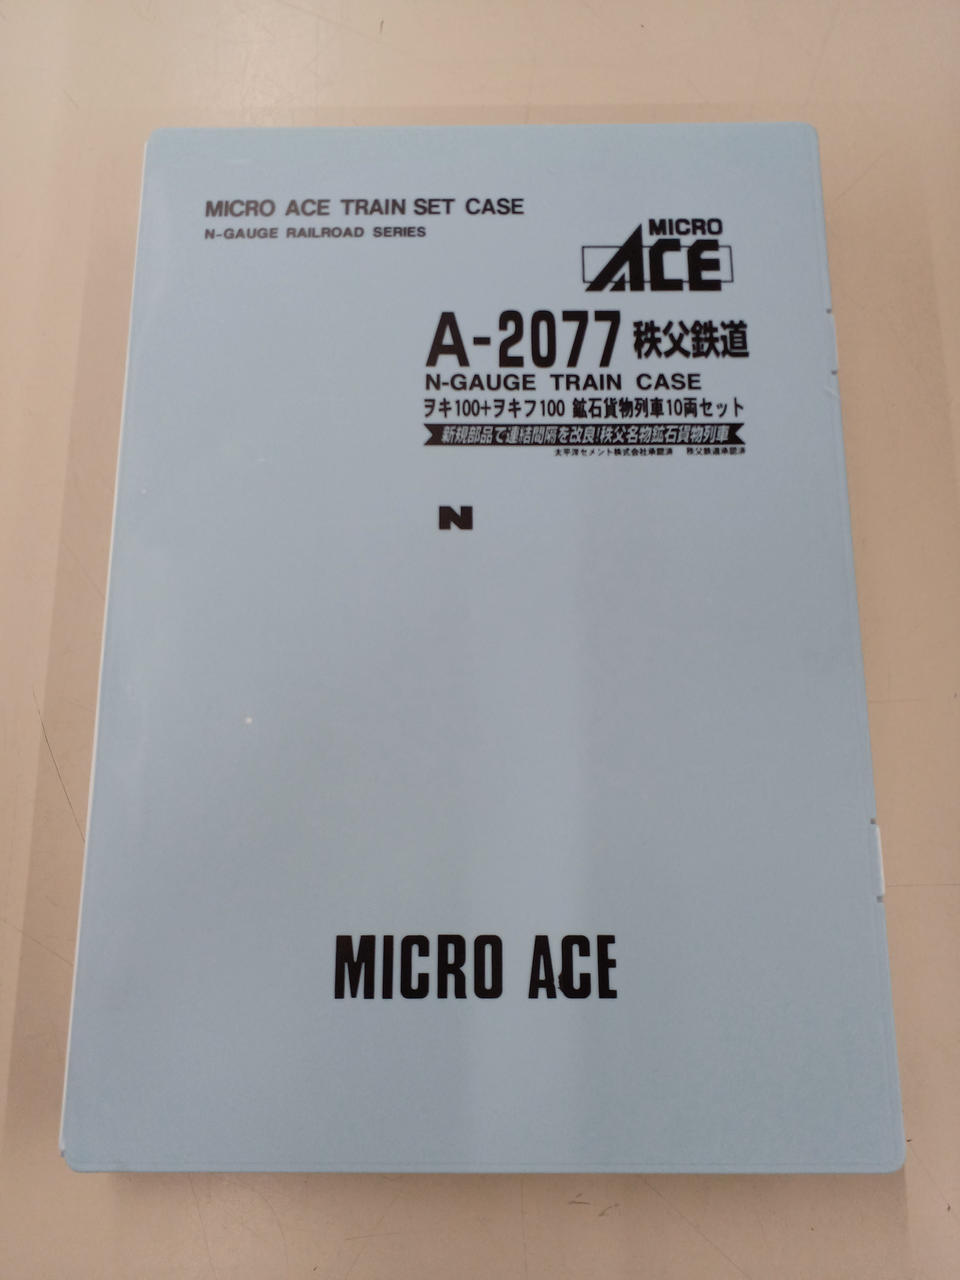 MICRO ACE TRAIN SET CASE
N-GAUGE RAILROAD SERIES
MICRO
ACE
A-2077 秩父鉄道
N-GAUGE TRAIN CASE
ヲキ100+ヲキフ100 鉱石貨物列車10両セット
新規部品で連結間隔を改良!秩父名物鉱石貨物列車
太平洋セメント株式会社承認済 秩父鉄道承認済
N
MICRO ACE